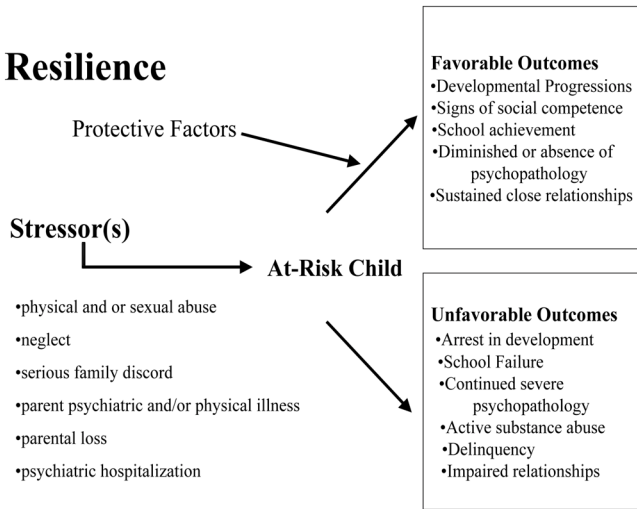 Resilience
Protective Factors
Stressor(s)
At-Risk Child
•physical and or sexual abuse
•neglect
•serious family discord
•parent psychiatric and/or physical illness
•parental loss
•psychiatric hospitalization
Favorable Outcomes
•Developmental Progressions
•Signs of social competence
•School achievement
•Diminished or absence of
psychopathology
•Sustained close relationships
Unfavorable Outcomes
•Arrest in development
•School Failure
•Continued severe
psychopathology
•Active substance abuse
•Delinquency
•Impaired relationships